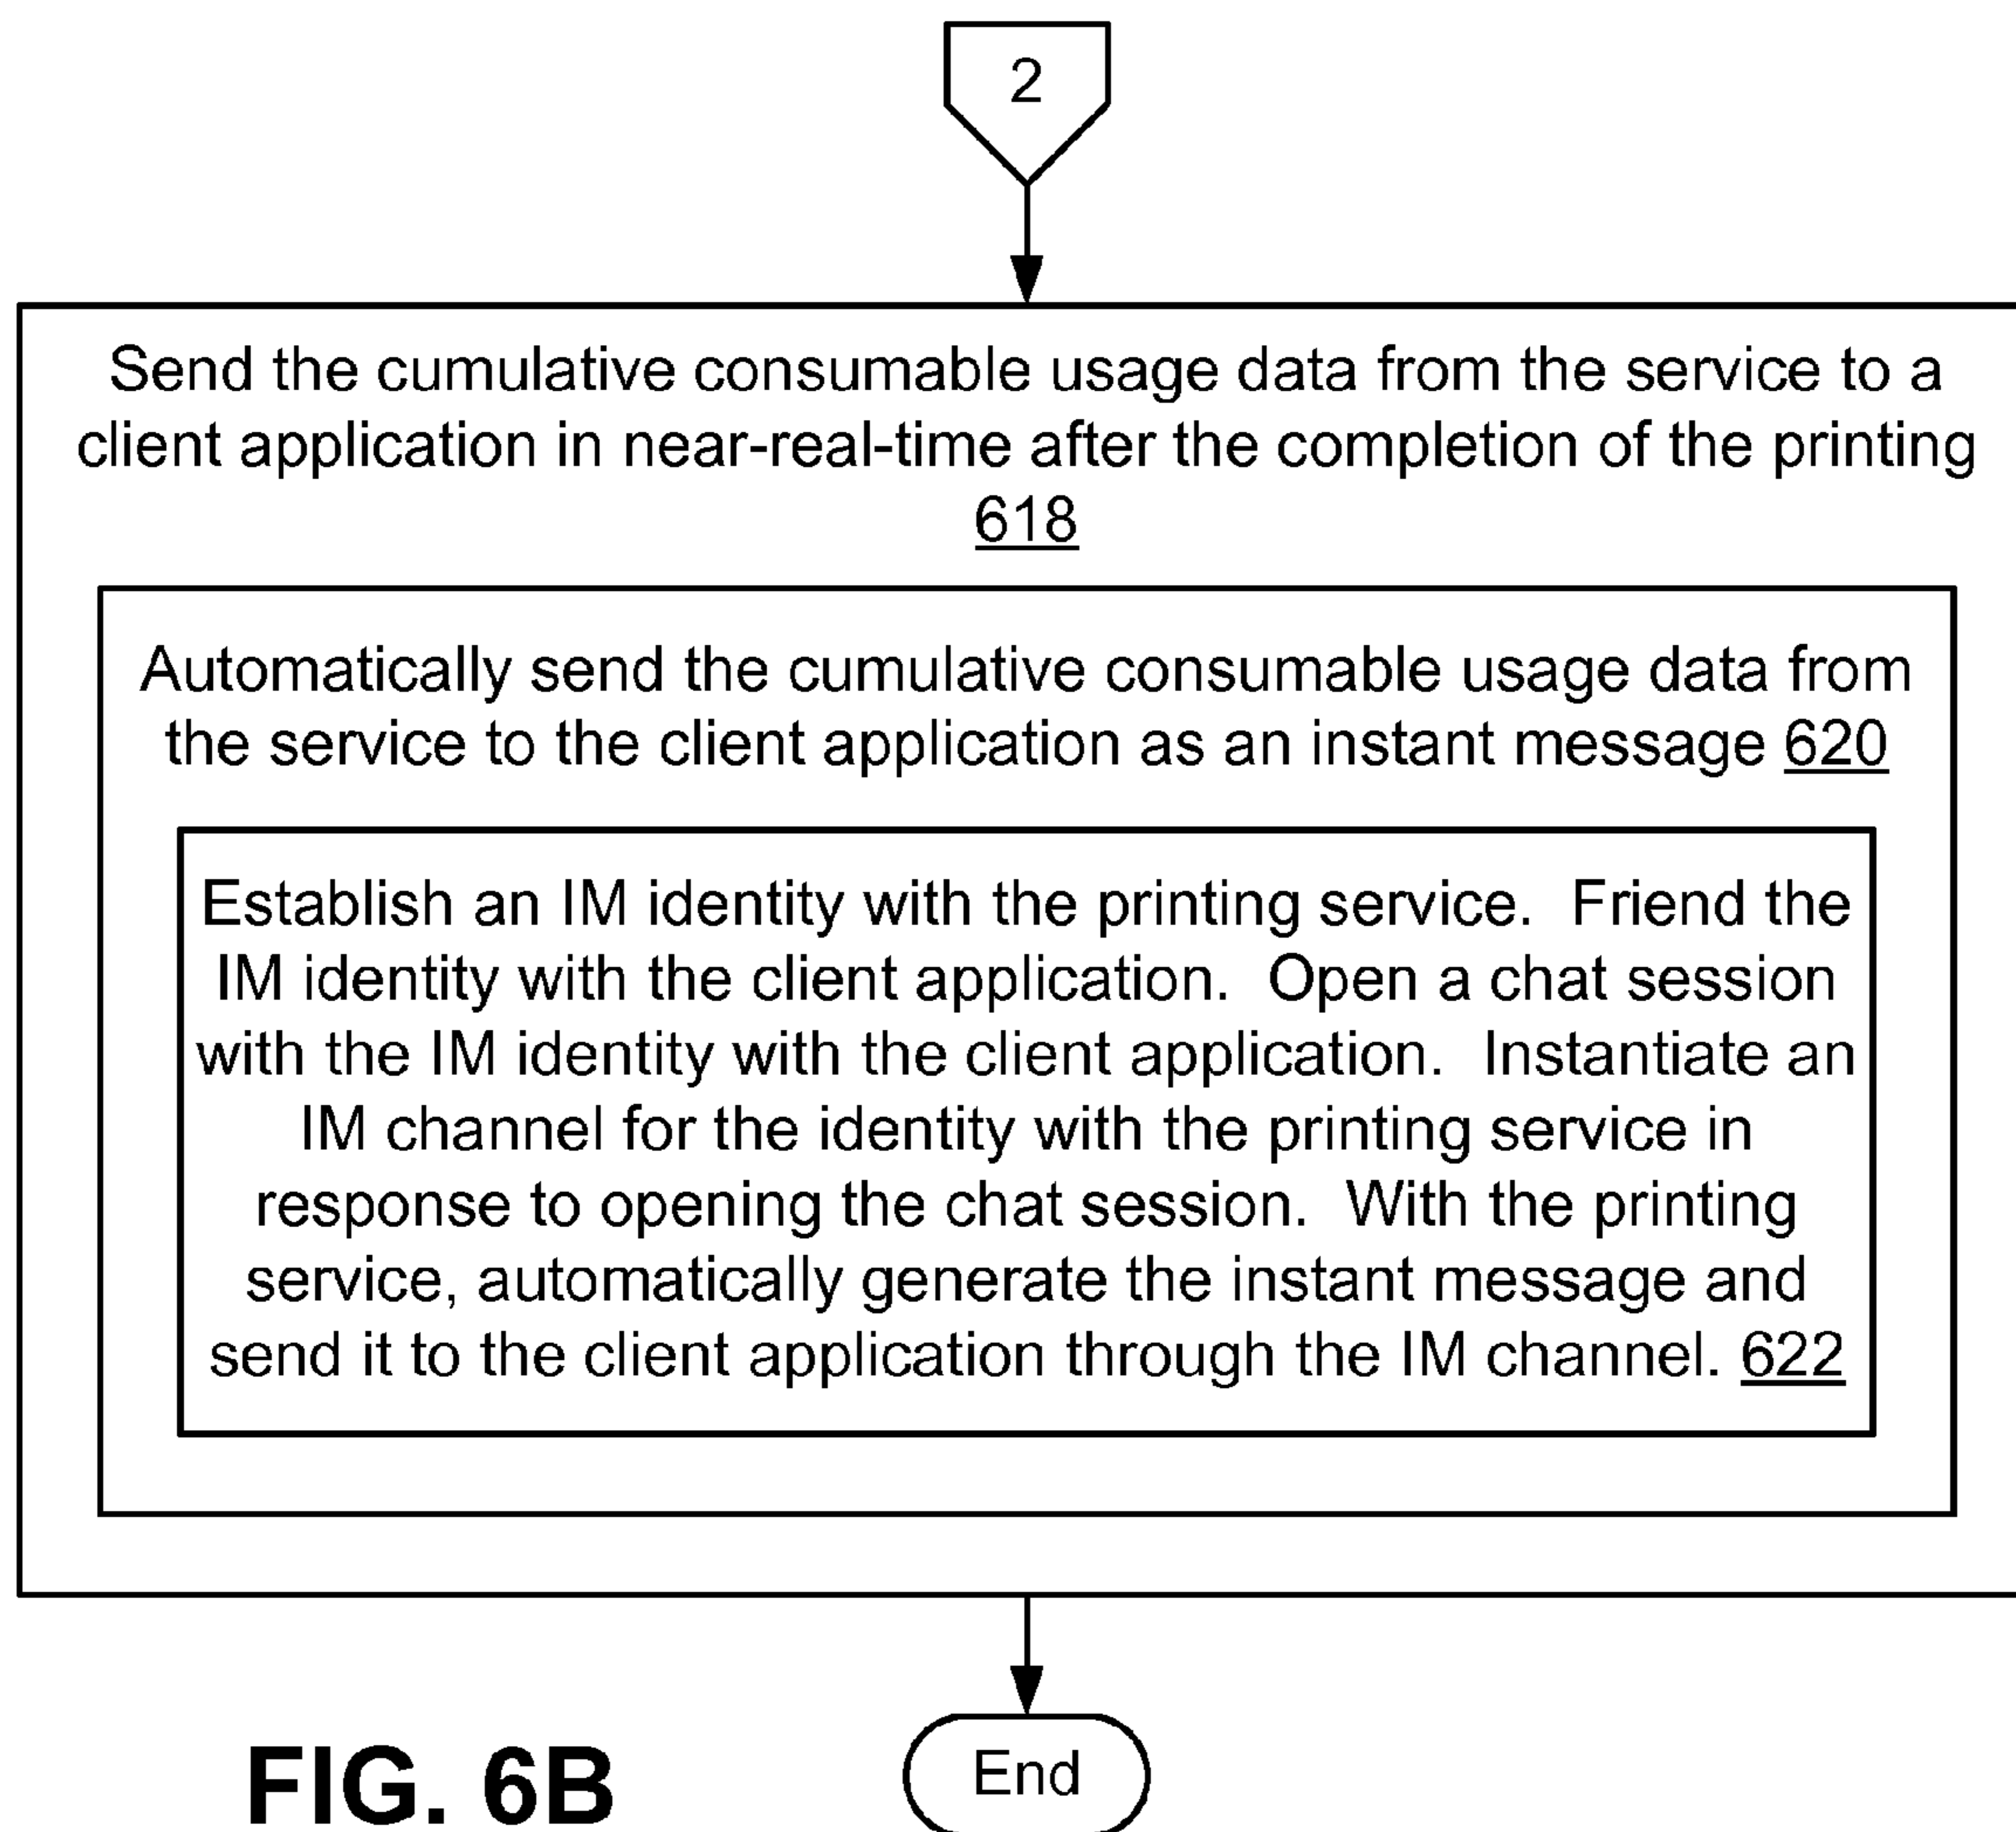 2
Send the cumulative consumable usage data from the service to a
client application in near-real-time after the completion of the printing
618
Automatically send the cumulative consumable usage data from
the service to the client application as an instant message 620
Establish an IM identity with the printing service.  Friend the
IM identity with the client application.  Open a chat session
with the IM identity with the client application.  Instantiate an
IM channel for the identity with the printing service in
response to opening the chat session.  With the printing
service, automatically generate the instant message and
send it to the client application through the IM channel. 622
End
FIG. 6B